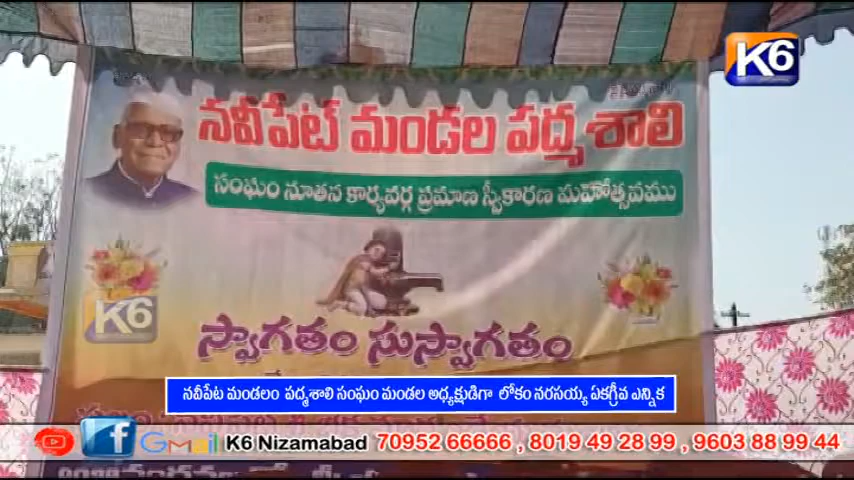 K6
నవీపేట్ మండల పద్మశాలి
సంఘం నూతన కార్యవర్గ ప్రమాణ స్వీకారణ మహోత్సవము
K6
స్వాగతం సుస్వాగతం
నవీపేట మండలం పద్మశాలి సంఘం మండల అధ్యక్షుడిగా లోకం నరసయ్య ఏకగ్రీవ ఎన్నిక
f Gmail K6 Nizamabad 70952 66666 , 8019 49 28 99 , 9603 88 99 44